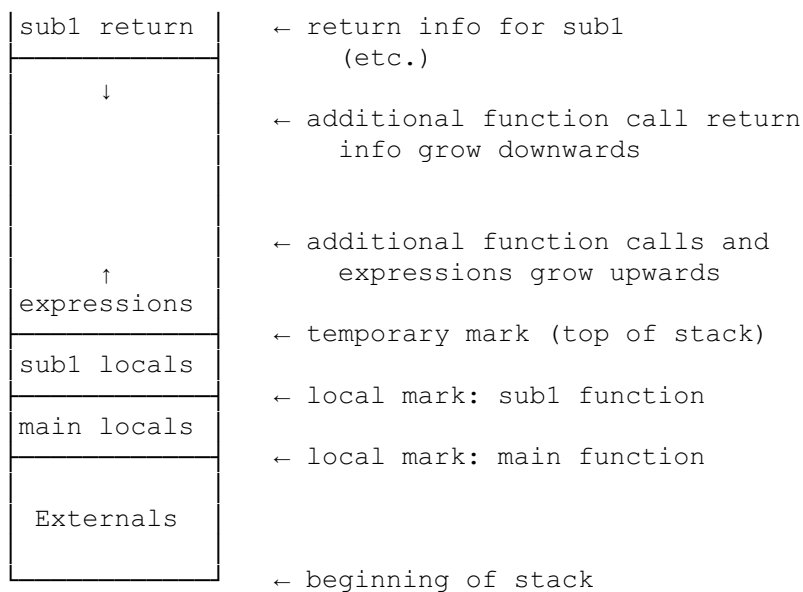 sub1 return ← return info for sub1
(etc.)
↓
← additional function call return
info grow downwards
← additional function calls and
↑ expressions grow upwards
expressions
← temporary mark (top of stack)
sub1 locals
← local mark: sub1 function
main locals
← local mark: main function
Externals
← beginning of stack